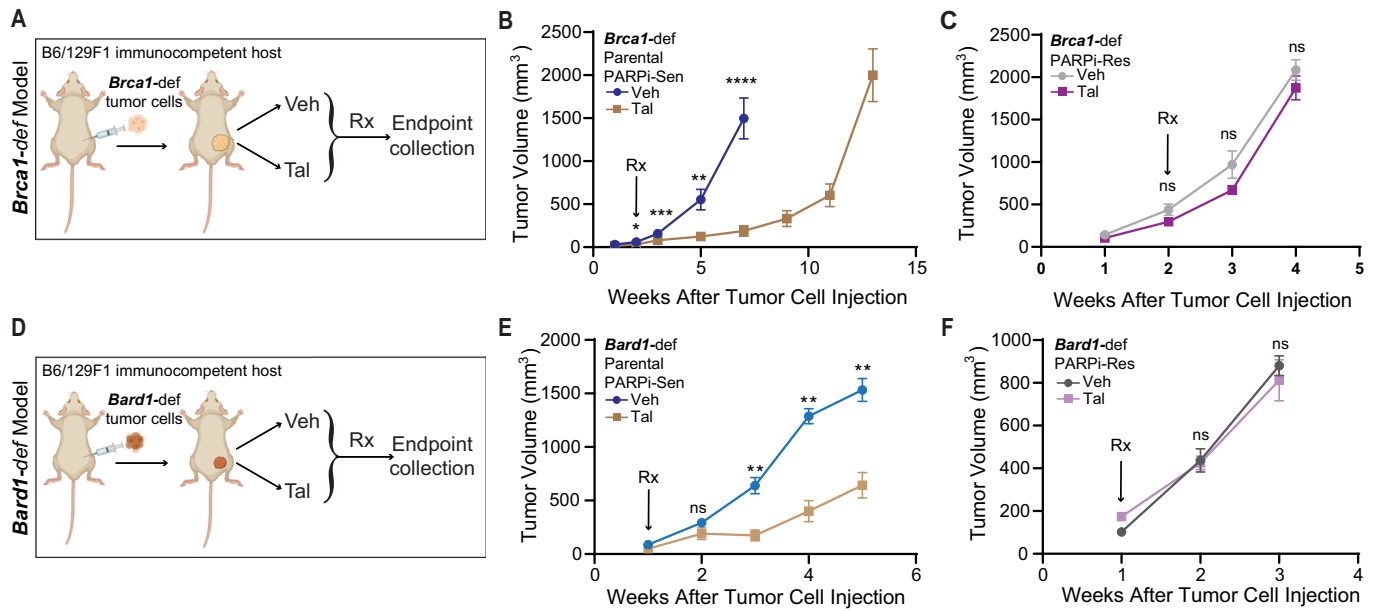 A
Brca1-def Model
B6/129F1 immunocompetent host
Brca1-def
tumor cells
Veh
Tal
Rx
Endpoint
collection
B
Tumor Volume (mm3)
2500
2000
1500
1000
500
0
Brca1-def
Parental
PARPi-Sen
Veh
Tal
Rx
*
***
**
****
0 5 10 15
Weeks After Tumor Cell Injection
C
Tumor Volume (mm3)
2500
2000
1500
1000
500
0
Brca1-def
PARPi-Res
Veh
Tal
Rx
ns
ns
ns
0 1 2 3 4 5
Weeks After Tumor Cell Injection
D
Bard1-def Model
B6/129F1 immunocompetent host
Bard1-def
tumor cells
Veh
Tal
Rx
Endpoint
collection
E
Tumor Volume (mm3)
2000
1500
1000
500
0
Bard1-def
Parental
PARPi-Sen
Veh
Tal
Rx
ns
**
**
**
0 2 4 6
Weeks After Tumor Cell Injection
F
Tumor Volume (mm3)
1000
800
600
400
200
0
Bard1-def
PARPi-Res
Veh
Tal
Rx
ns
ns
0 1 2 3 4
Weeks After Tumor Cell Injection